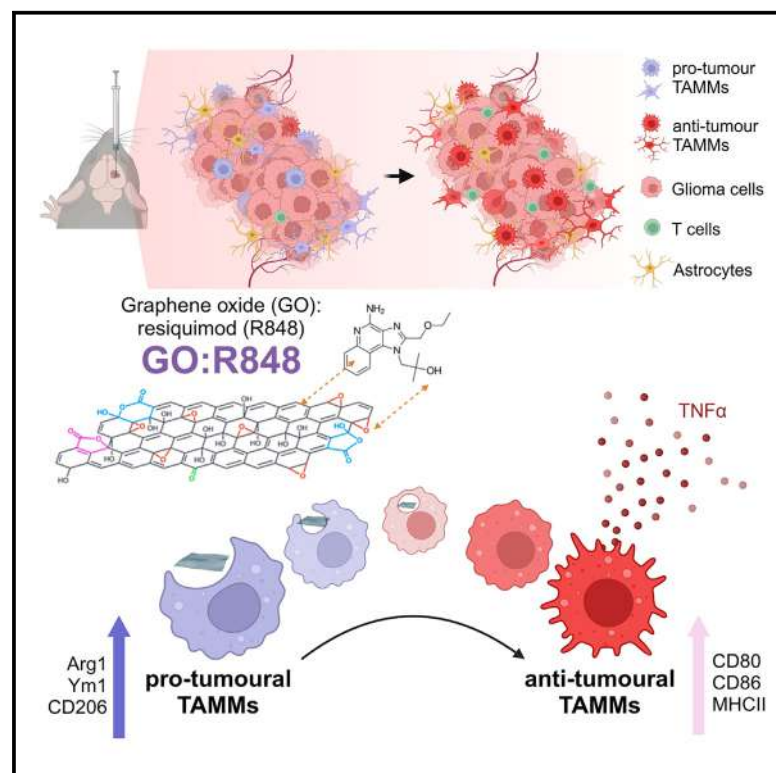 pro-tumour
TAMMs
anti-tumour
TAMMs
Glioma cells
T cells
Astrocytes
Graphene oxide (GO):
resiquimod (R848)
GO:R848
NH2
N
N
N
O
OH
TNFα
Arg1
Ym1
CD206
pro-tumoural
TAMMs
anti-tumoural
TAMMs
CD80
CD86
MHCII